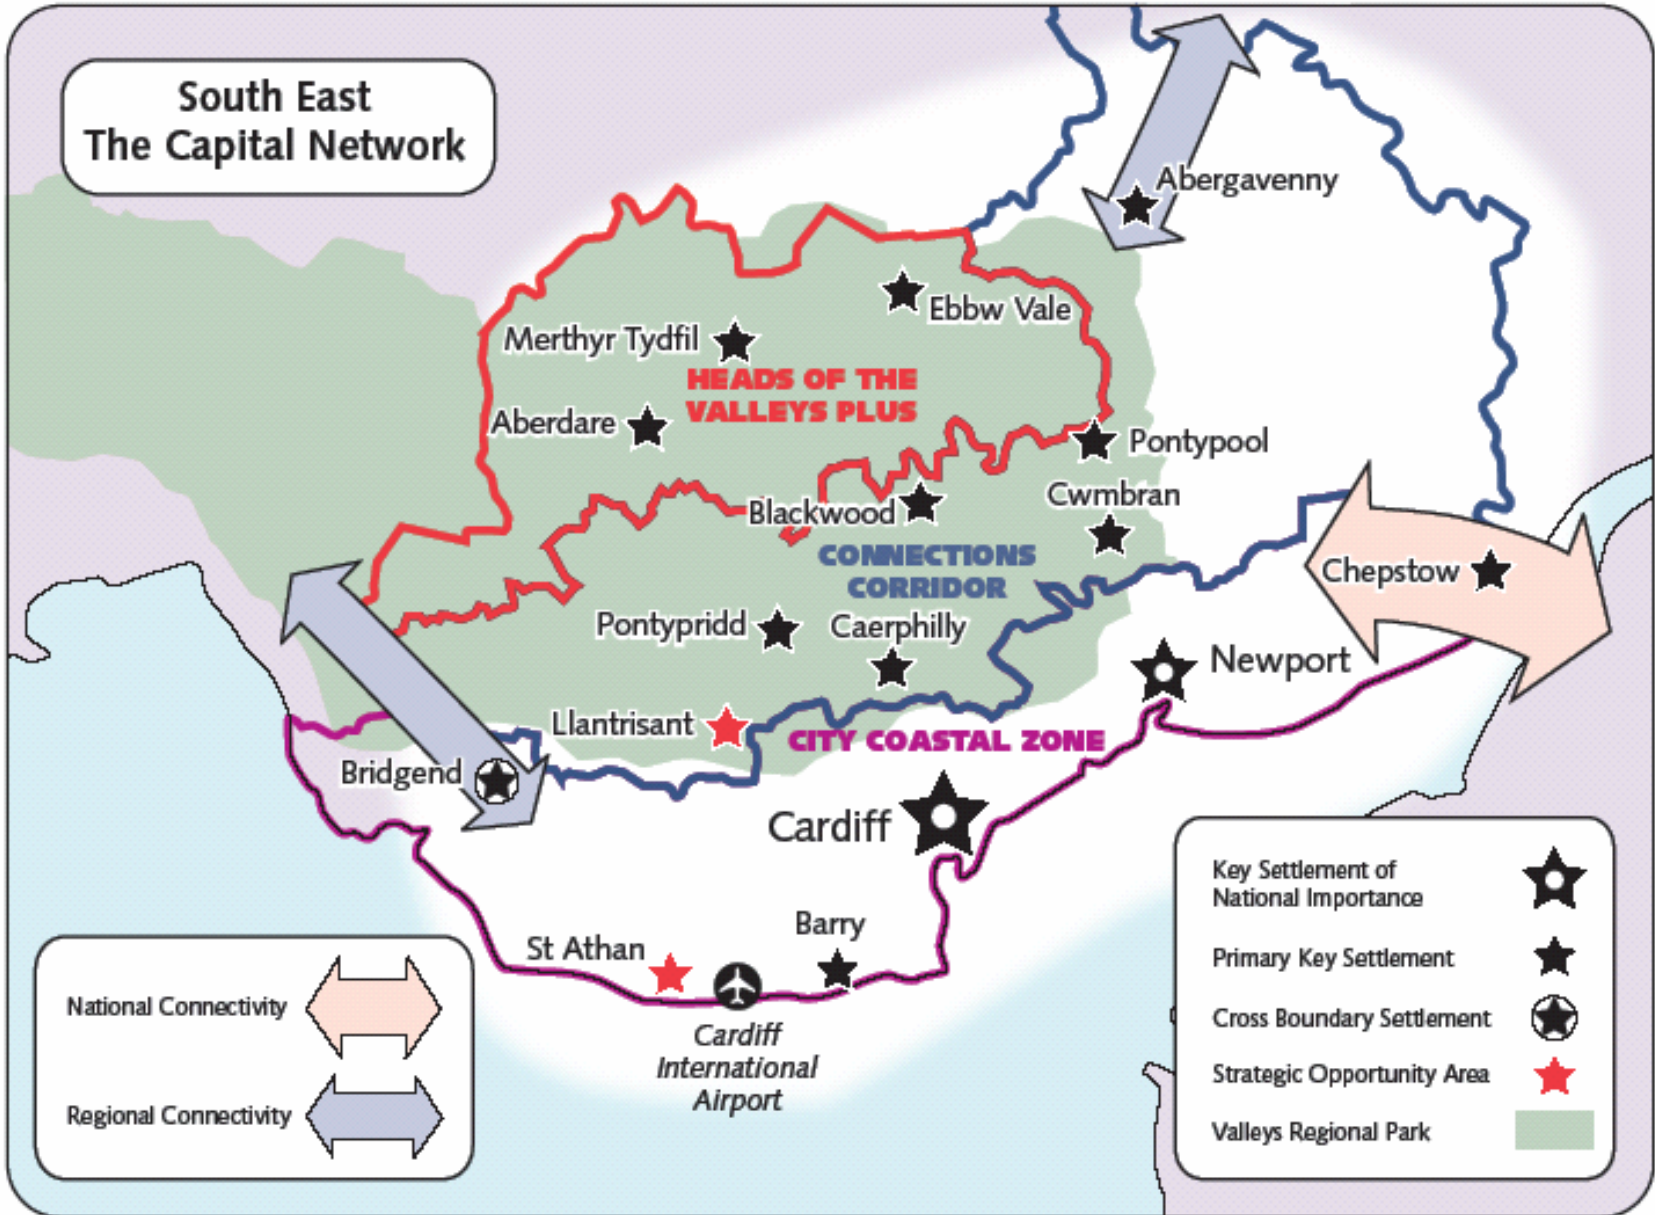 South East
The Capital Network
Abergavenny
Ebbw Vale
Merthyr Tydfil
HEADS OF THE
VALLEYS PLUS
Aberdare
Pontypool
Cwmbran
Blackwood
CONNECTIONS
CORRIDOR
Chepstow
Pontypridd
Caerphilly
Newport
Llantrisant
CITY COASTAL ZONE
Bridgend
Cardiff
Barry
St Athan
Cardiff
International
Airport
National Connectivity
Regional Connectivity
Key Settlement of
National Importance
Primary Key Settlement
Cross Boundary Settlement
Strategic Opportunity Area
Valleys Regional Park